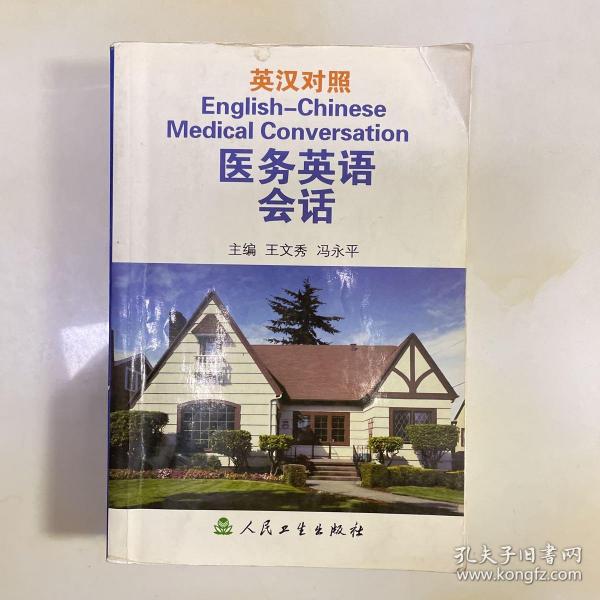 英汉对照
English-Chinese
Medical Conversation
医务英语
会话
主编 王文秀 冯永平
人民卫生出版社
孔夫子旧书网
www.kongfz.com